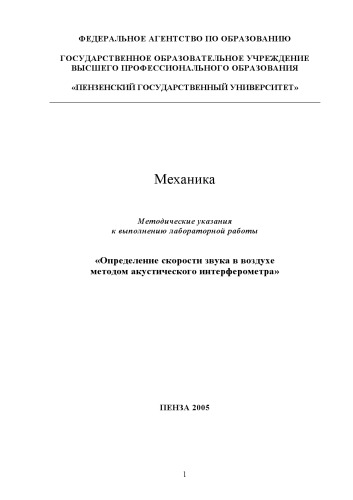 ФЕДЕРАЛЬНОЕ АГЕНТСТВО ПО ОБРАЗОВАНИЮ
ГОСУДАРСТВЕННОЕ ОБРАЗОВАТЕЛЬНОЕ УЧРЕЖДЕНИЕ
ВЫСШЕГО ПРОФЕССИОНАЛЬНОГО ОБРАЗОВАНИЯ
«ПЕНЗЕНСКИЙ ГОСУДАРСТВЕННЫЙ УНИВЕРСИТЕТ»
Механика
Методические указания
к выполнению лабораторной работы
«Определение скорости звука в воздухе
методом акустического интерферометра»
ПЕНЗА 2005
1